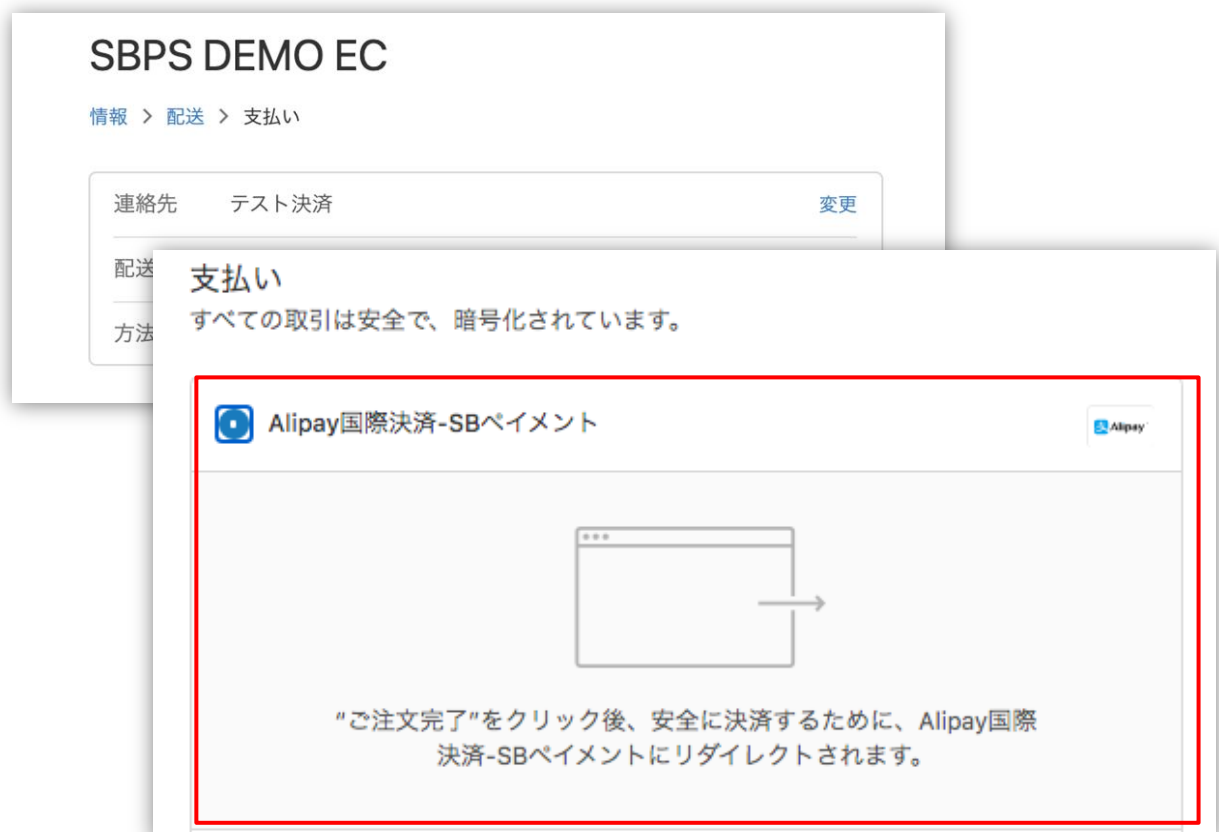 SBPS DEMO EC
情報 > 配送 > 支払い
連絡先 テスト決済 変更
配送
方法
支払い
すべての取引は安全で、暗号化されています。
Alipay国際決済-SBペイメント Alipay
“ご注文完了”をクリック後、安全に決済するために、Alipay国際
決済-SBペイメントにリダイレクトされます。